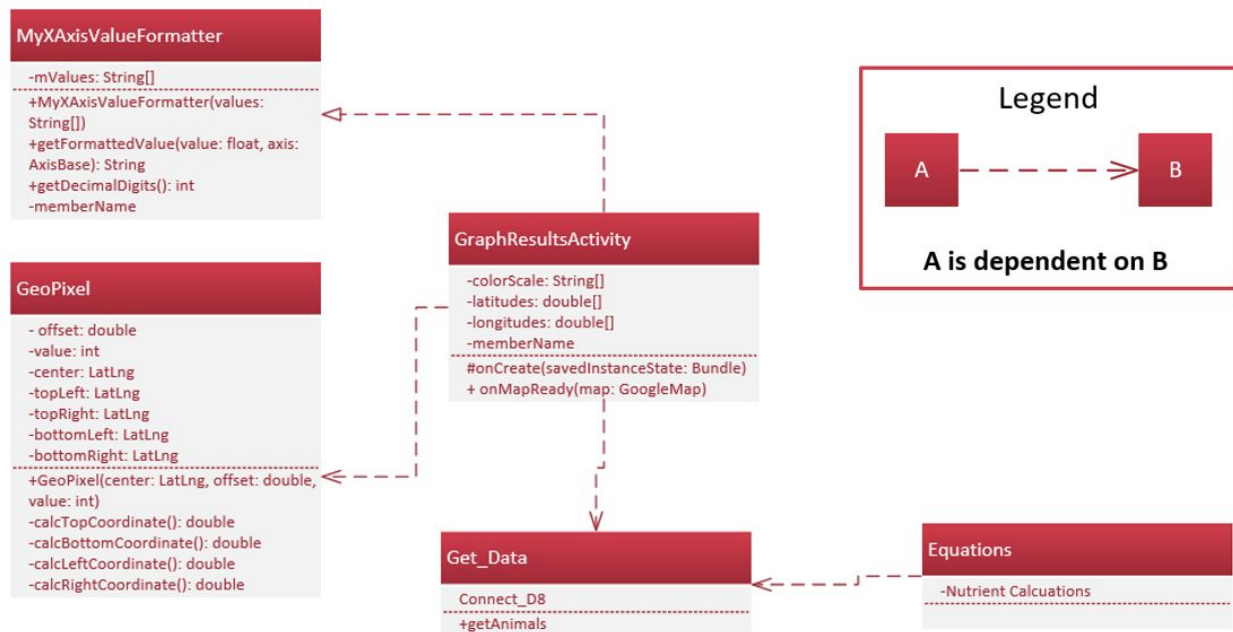 MyXAxisValueFormatter
-mValues: String[]
+MyXAxisValueFormatter(values:
String[])
+getFormattedValue(value: float, axis:
AxisBase): String
+getDecimalDigits(): int
-memberName
GeoPixel
- offset: double
-value: int
-center: LatLng
-topLeft: LatLng
-topRight: LatLng
-bottomLeft: LatLng
-bottomRight: LatLng
+GeoPixel(center: LatLng, offset: double,
value: int)
-calcTopCoordinate(): double
-calcBottomCoordinate(): double
-calcLeftCoordinate(): double
-calcRightCoordinate(): double
GraphResultsActivity
-colorScale: String[]
-latitudes: double[]
-longitudes: double[]
-memberName
#onCreate(savedInstanceState: Bundle)
+ onMapReady(map: GoogleMap)
Get_Data
Connect_D8
+getAnimals
Equations
-Nutrient Calcuations
Legend
A
B
A is dependent on B